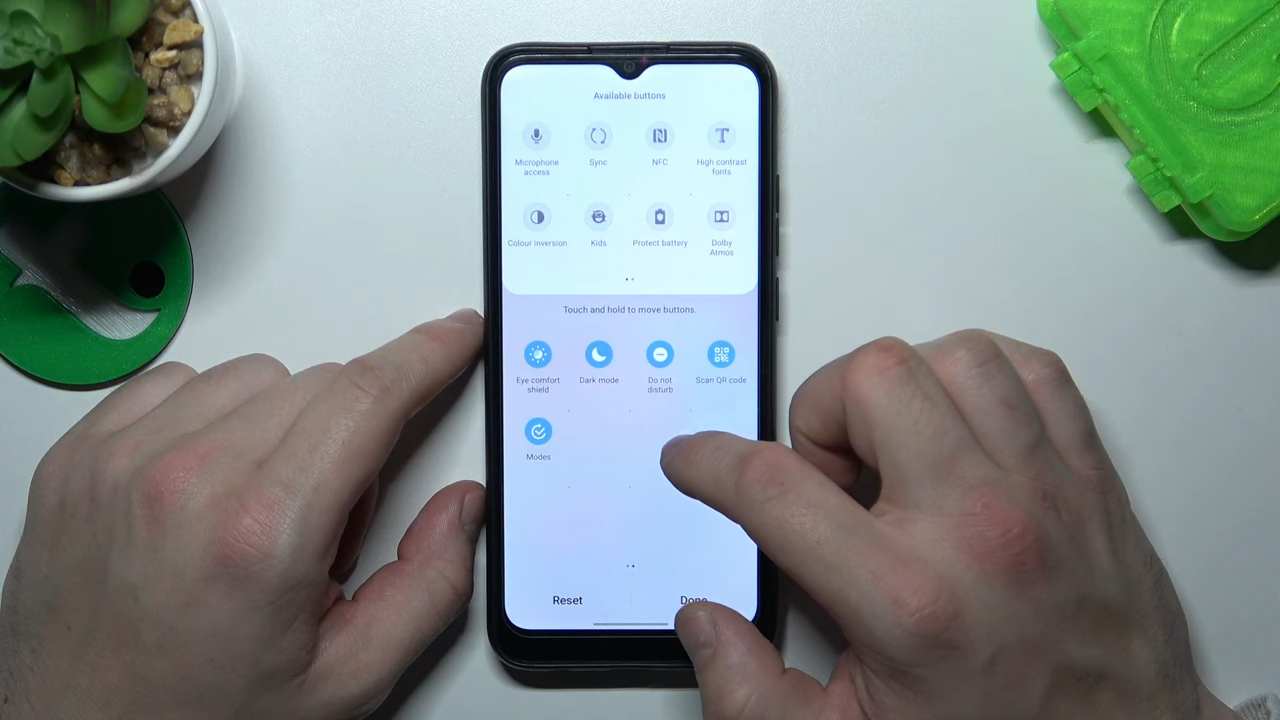 Available buttons
Microphone access
Sync
NFC
High contrast fonts
Colour inversion
Kids
Protect battery
Dolby Atmos
Touch and hold to move buttons.
Eye comfort shield
Dark mode
Do not disturb
Scan QR code
Modes
Reset
Done